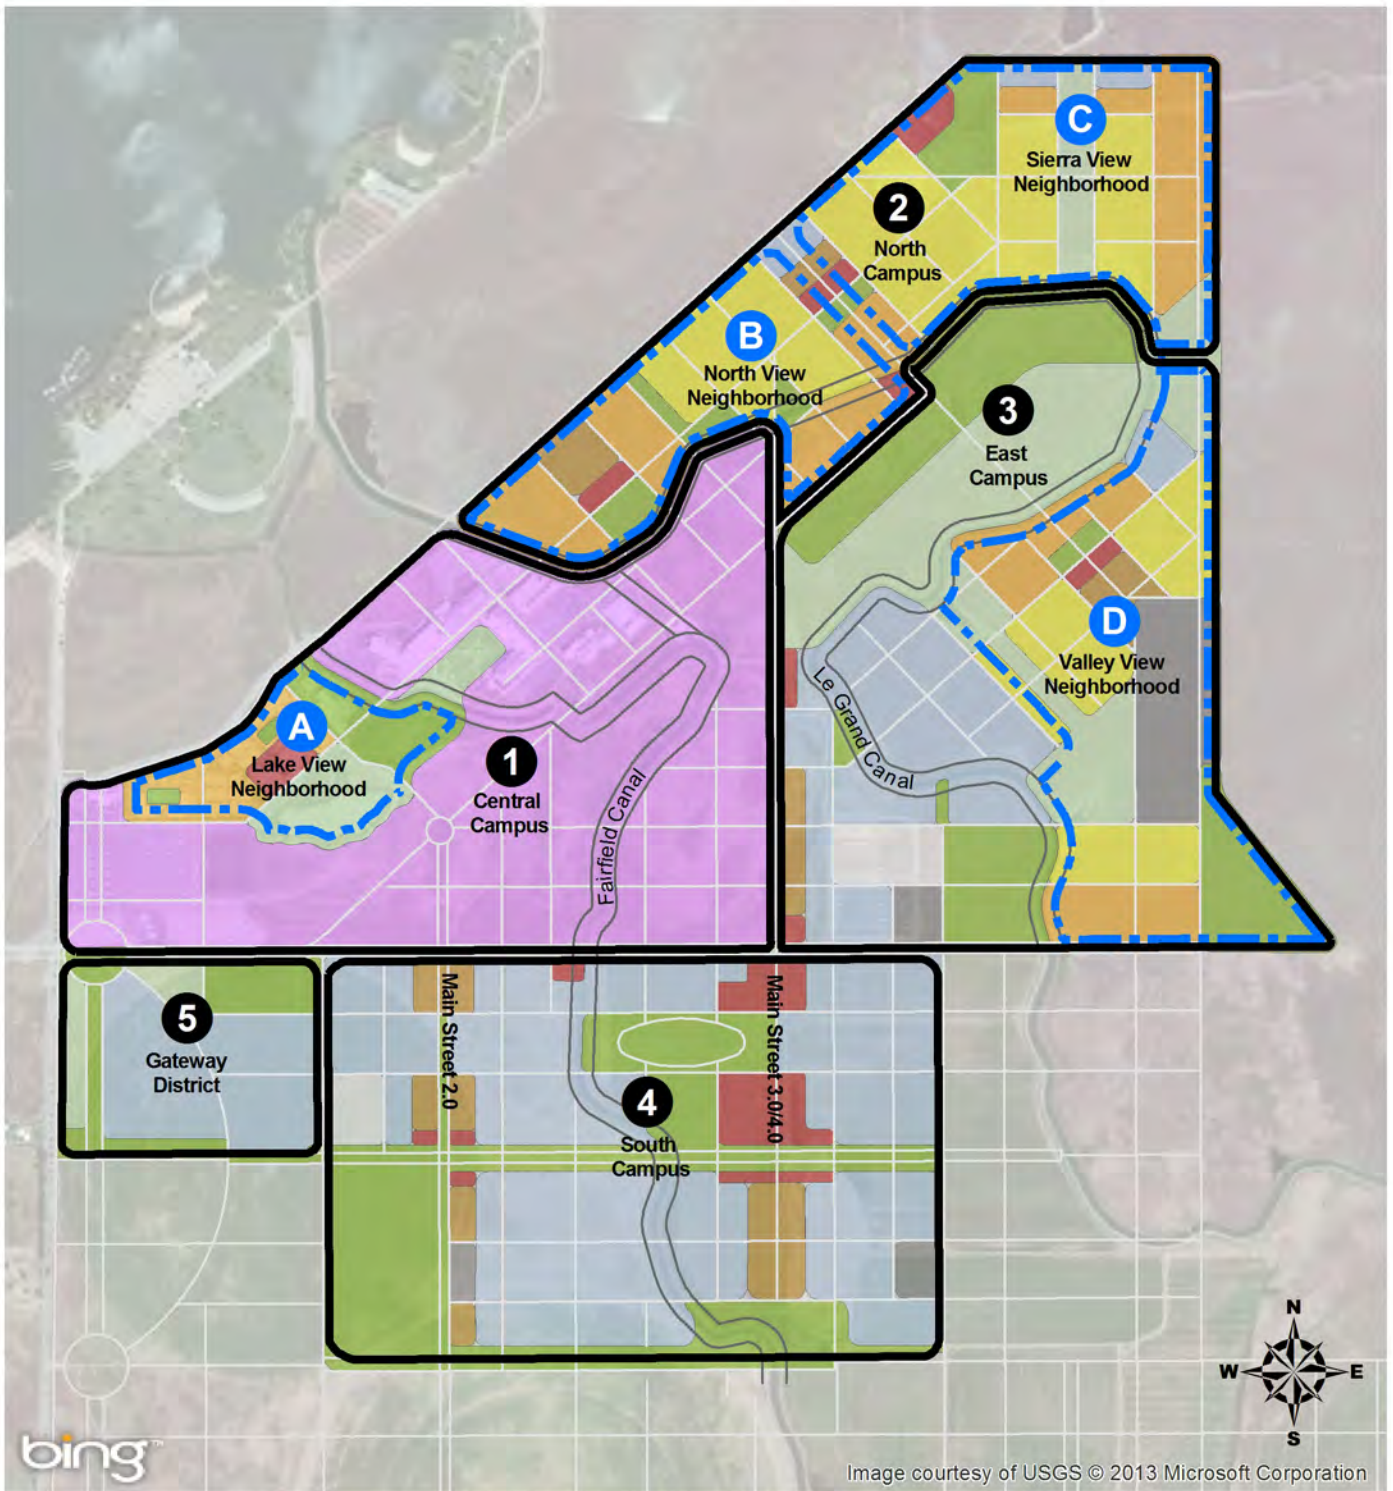 C
Sierra View
Neighborhood
2
North
Campus
B
North View
Neighborhood
3
East
Campus
D
Valley View
Neighborhood
A
Lake View
Neighborhood
1
Central
Campus
Fairfield Canal
Le Grand Canal
5
Gateway
District
Main Street 2.0
Main Street 3.0/4.0
4
South
Campus
N
W
E
S
bing™
Image courtesy of USGS © 2013 Microsoft Corporation